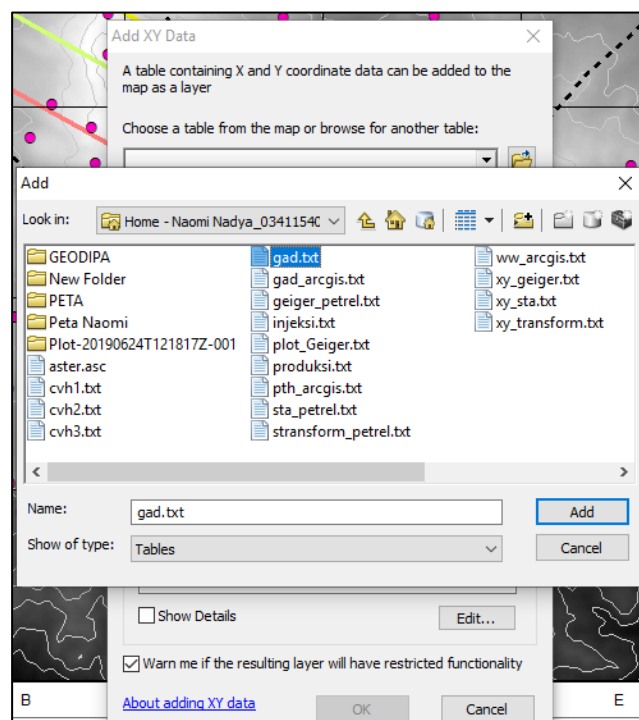 Add XY Data
A table containing X and Y coordinate data can be added to the
map as a layer
Choose a table from the map or browse for another table:
Add
Look in: Home - Naomi Nadya_03411540
GEODIPA
New Folder
PETA
Peta Naomi
Plot-20190624T121817Z-001
aster.asc
cvh1.txt
cvh2.txt
cvh3.txt
gad.txt
gad_arcgis.txt
geiger_petrel.txt
injeksi.txt
plot_Geiger.txt
produksi.txt
pth_arcgis.txt
sta_petrel.txt
stransform_petrel.txt
ww_arcgis.txt
xy_geiger.txt
xy_sta.txt
xy_transform.txt
Name: gad.txt Add
Show of type: Tables Cancel
Show Details Edit...
Warn me if the resulting layer will have restricted functionality
About adding XY data OK Cancel
B E